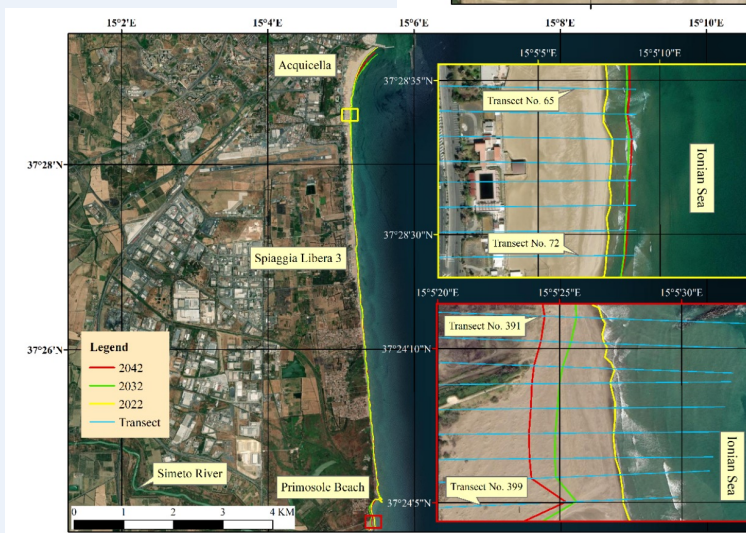 15°2'E 15°4'E 15°6'E 15°8'E 15°10'E
15°5'5"E 15°5'10"E
Acquicella
37°28'N
Spiaggia Libera 3
37°26'N
Legend
2042
2032
2022
Transect
Simeto River
Primosole Beach
0 1 2 3 4 KM
37°28'35"N
Transect No. 65
Ionian Sea
37°28'30"N
Transect No. 72
15°5'20"E 15°5'25"E 15°5'30"E
Transect No. 391
37°24'10"N
Ionian Sea
Transect No. 399
37°24'5"N